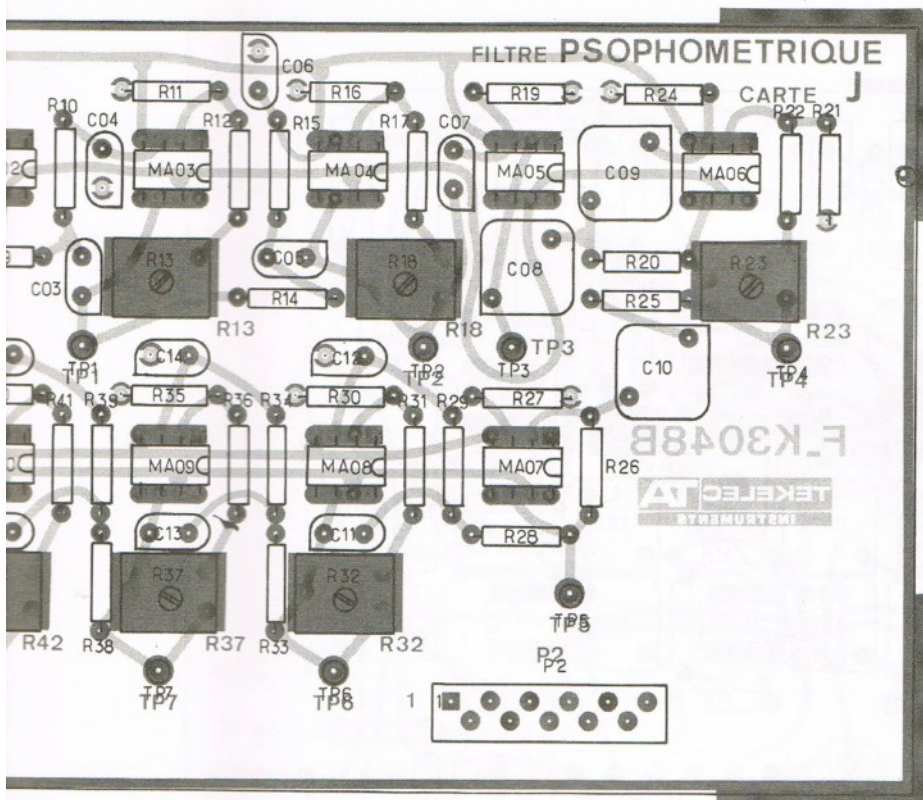 FILTRE PSOPHOMETRIQUE
CARTE J
C06
R11 R16 R19 R24
R10 C04 R12 R15 R17 C07 R22 R21
MA03 MA04 MA05 C09 MA06
R13 C05 R18 C08 R20 R23
C03 R14 R25
R13 R18 R23
TP1 TP2 TP3 TP3 TP4
TP1 TP2 TP4
C14 C12 C10
R41 R39 R35 R36 R34 R30 R31 R29 R27
F_K3048B
MA09 MA08 MA07 R26
TEKELEC TA
INSTRUMENTS
C13 C11 R28
R37 R32
TP5
TP5
R42 R38 R37 R33 R32
P2
P2
TP7 TP6
TP7 TP6
1 1